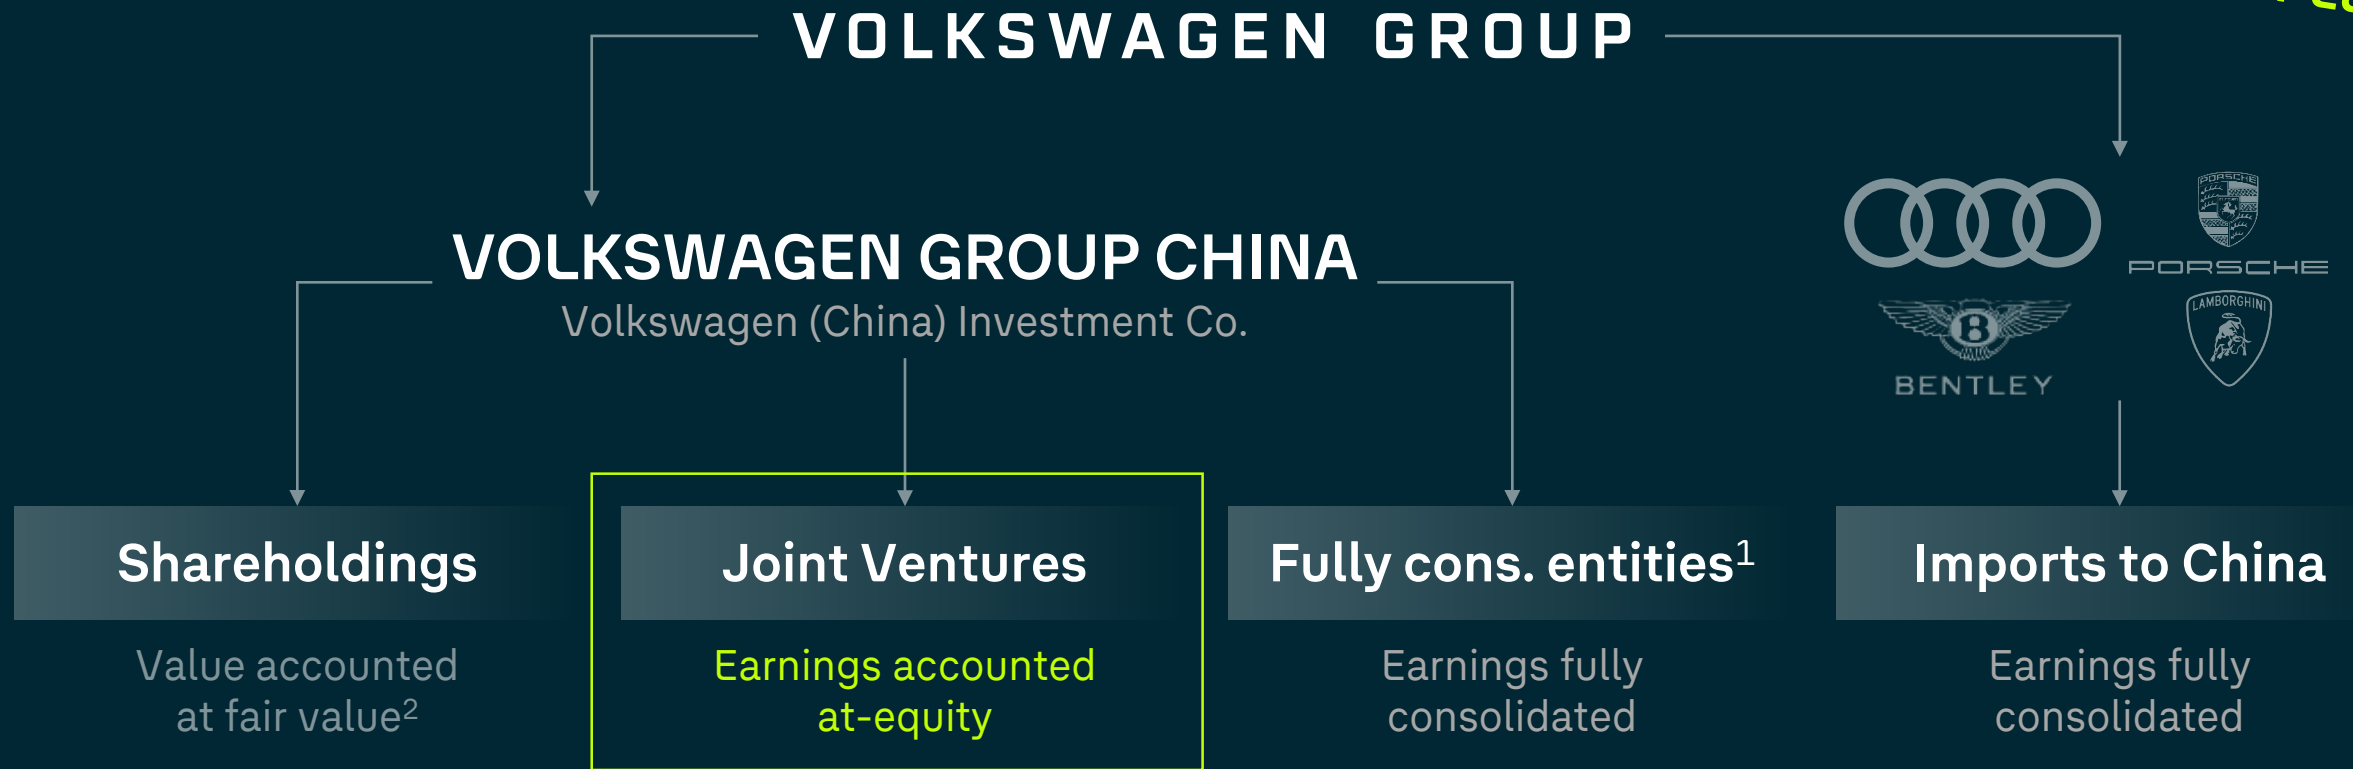 VOLKSWAGEN GROUP
VOLKSWAGEN GROUP CHINA
Volkswagen (China) Investment Co.
PORSCHE
PORSCHE
LAMBORGHINI
B
BENTLEY
Shareholdings
Joint Ventures
Fully cons. entities¹
Imports to China
Value accounted
at fair value²
Earnings accounted
at-equity
Earnings fully
consolidated
Earnings fully
consolidated